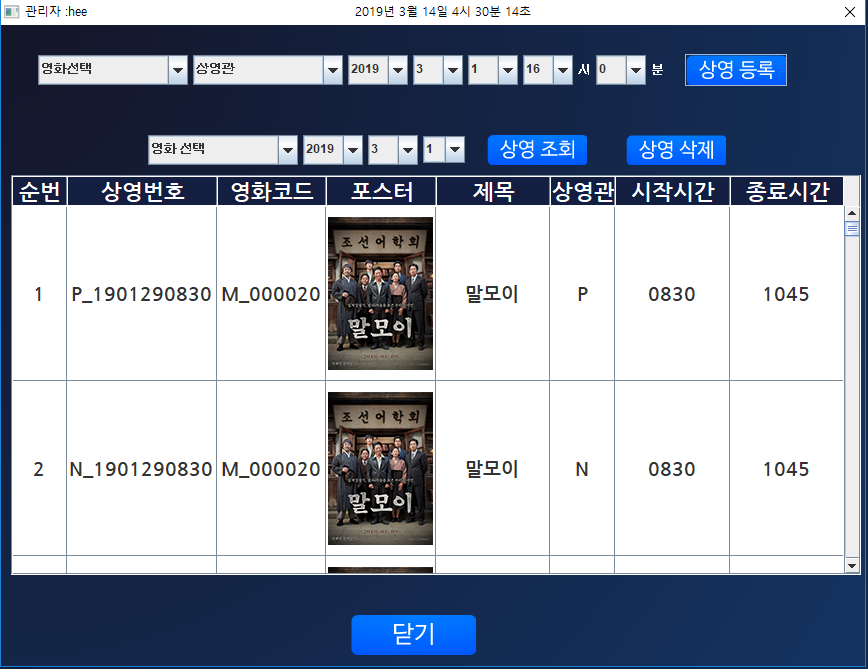 관리자 :hee 2019년 3월 14일 4시 30분 14초
영화선택 상영관 2019 3 1 16 시 0 분 상영 등록
영화 선택 2019 3 1 상영 조회 상영 삭제
순번 상영번호 영화코드 포스터 제목 상영관 시작시간 종료시간
조선어학회
말모이
1 P_1901290830 M_000020 말모이 P 0830 1045
조선어학회
말모이
2 N_1901290830 M_000020 말모이 N 0830 1045
닫기